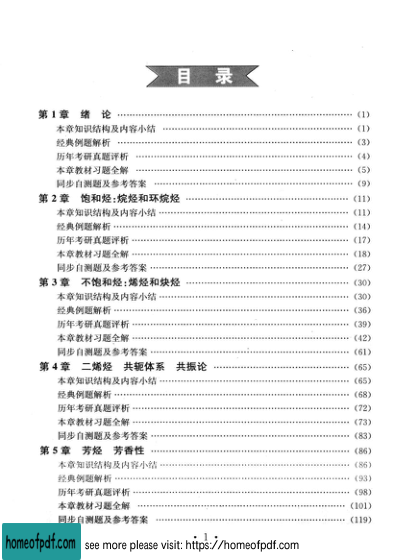 目 录
第 1 章 绪 论 …………………………………………… (1)
本章知识结构及内容小结 …………………………………………… (1)
经典例题解析 …………………………………………… (3)
历年考研真题评析 …………………………………………… (4)
本章教材习题全解 …………………………………………… (5)
同步自测题及参考答案 …………………………………………… (9)
第 2 章 饱和烃:烷烃和环烷烃 …………………………………………… (11)
本章知识结构及内容小结 …………………………………………… (11)
经典例题解析 …………………………………………… (14)
历年考研真题评析 …………………………………………… (17)
本章教材习题全解 …………………………………………… (18)
同步自测题及参考答案 …………………………………………… (27)
第 3 章 不饱和烃:烯烃和炔烃 …………………………………………… (30)
本章知识结构及内容小结 …………………………………………… (30)
经典例题解析 …………………………………………… (36)
历年考研真题评析 …………………………………………… (39)
本章教材习题全解 …………………………………………… (42)
同步自测题及参考答案 …………………………………………… (61)
第 4 章 二烯烃 共轭体系 共振论 …………………………………………… (65)
本章知识结构及内容小结 …………………………………………… (65)
经典例题解析 …………………………………………… (68)
历年考研真题评析 …………………………………………… (72)
本章教材习题全解 …………………………………………… (73)
同步自测题及参考答案 …………………………………………… (83)
第 5 章 芳烃 芳香性 …………………………………………… (86)
本章知识结构及内容小结 …………………………………………… (86)
经典例题解析 …………………………………………… (93)
历年考研真题评析 …………………………………………… (98)
本章教材习题全解 …………………………………………… (101)
同步自测题及参考答案 …………………………………………… (119)
· 1 ·
homeofpdf.com
see more please visit: https://homeofpdf.com